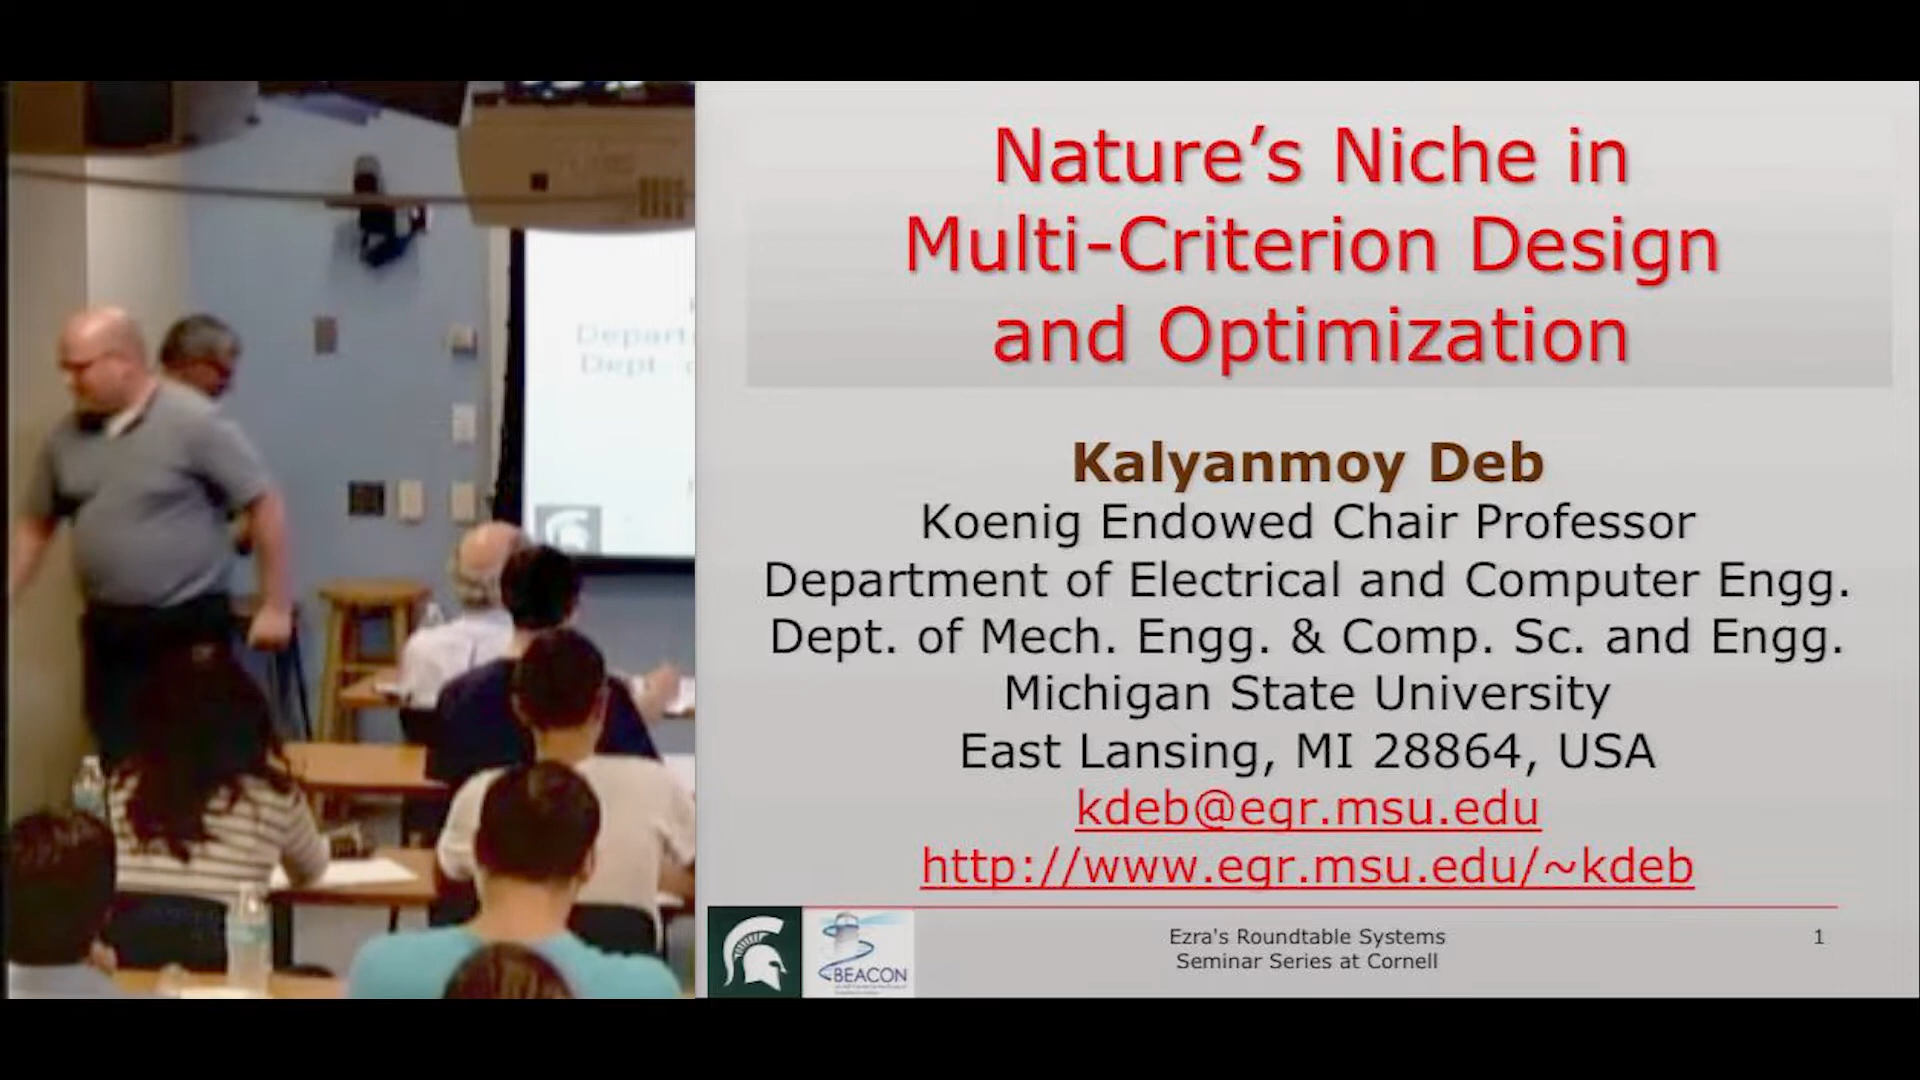 Nature’s Niche in
Multi-Criterion Design
and Optimization
Kalyanmoy Deb
Koenig Endowed Chair Professor
Department of Electrical and Computer Engg.
Dept. of Mech. Engg. & Comp. Sc. and Engg.
Michigan State University
East Lansing, MI 28864, USA
kdeb@egr.msu.edu
http://www.egr.msu.edu/~kdeb
BEACON
Ezra's Roundtable Systems
Seminar Series at Cornell
1
Depart
Dept.